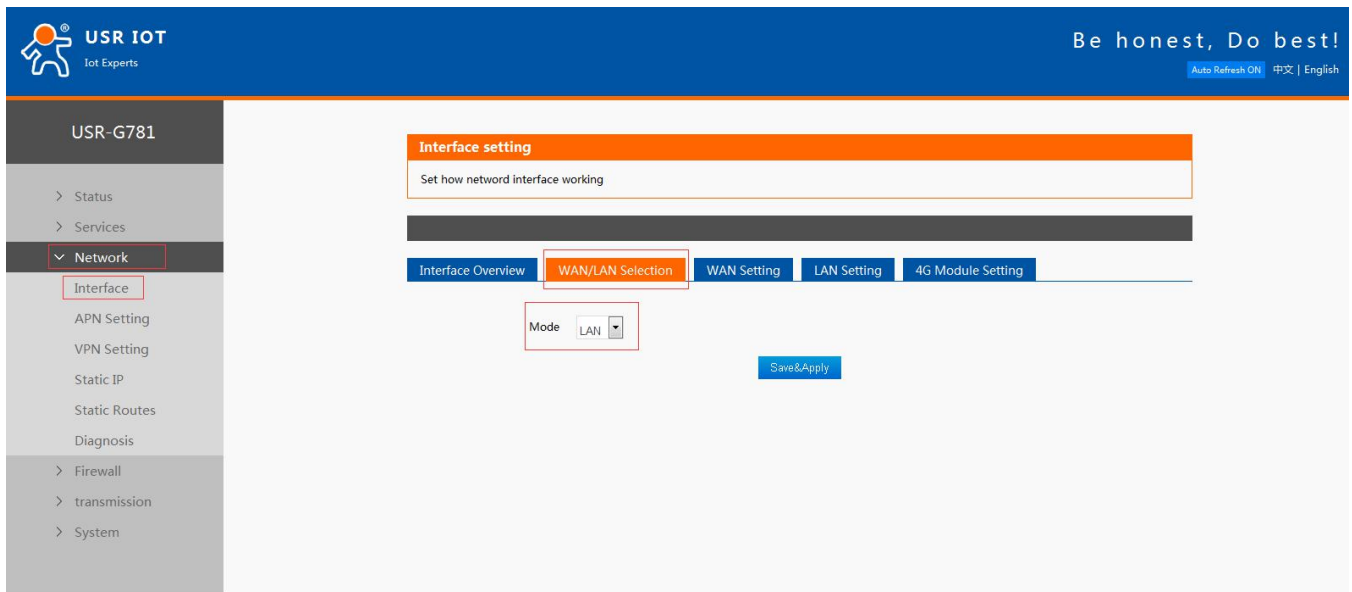 USR IOT
Iot Experts
Be honest, Do best!
Auto Refresh ON 中文 | English
USR-G781
Status
Services
Network
Interface
APN Setting
VPN Setting
Static IP
Static Routes
Diagnosis
Firewall
transmission
System
Interface setting
Set how netword interface working
Interface Overview WAN/LAN Selection WAN Setting LAN Setting 4G Module Setting
Mode LAN
Save&Apply